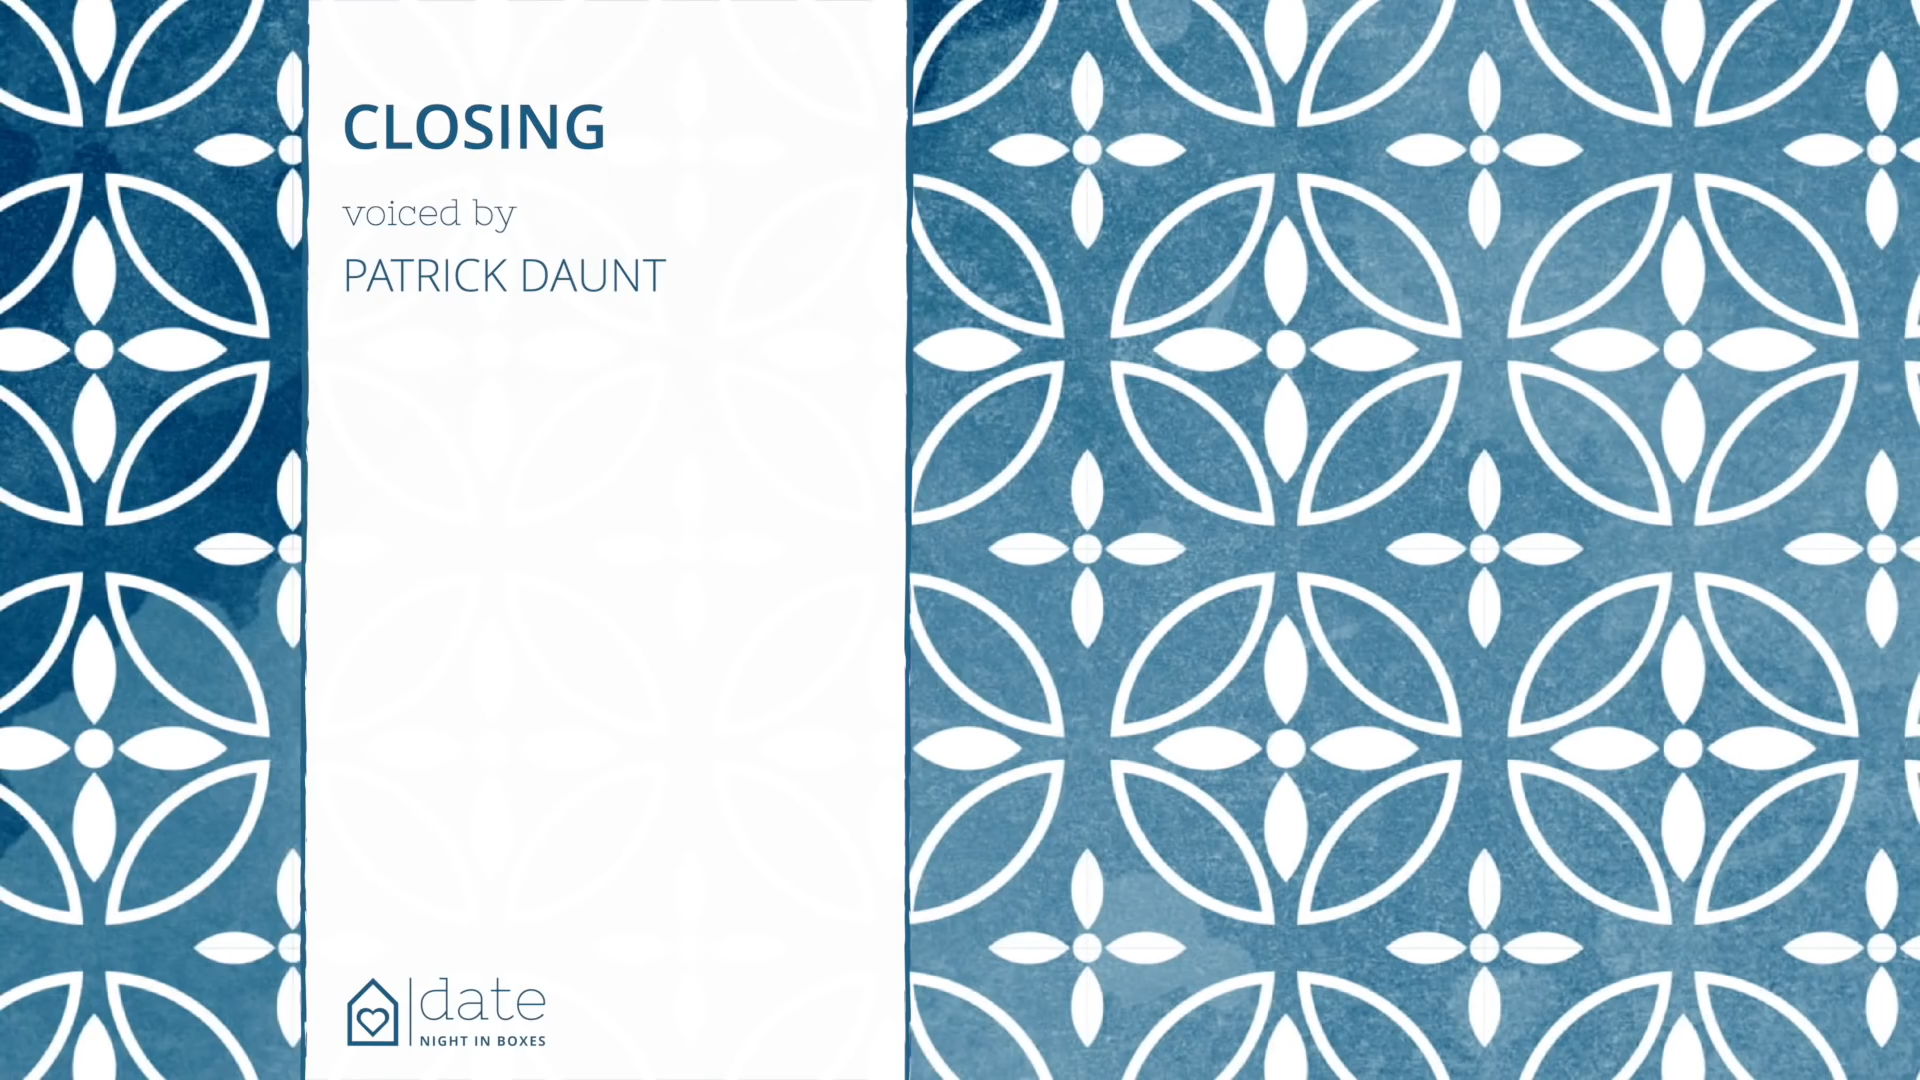 CLOSING
voiced by
PATRICK DAUNT
date
NIGHT IN BOXES